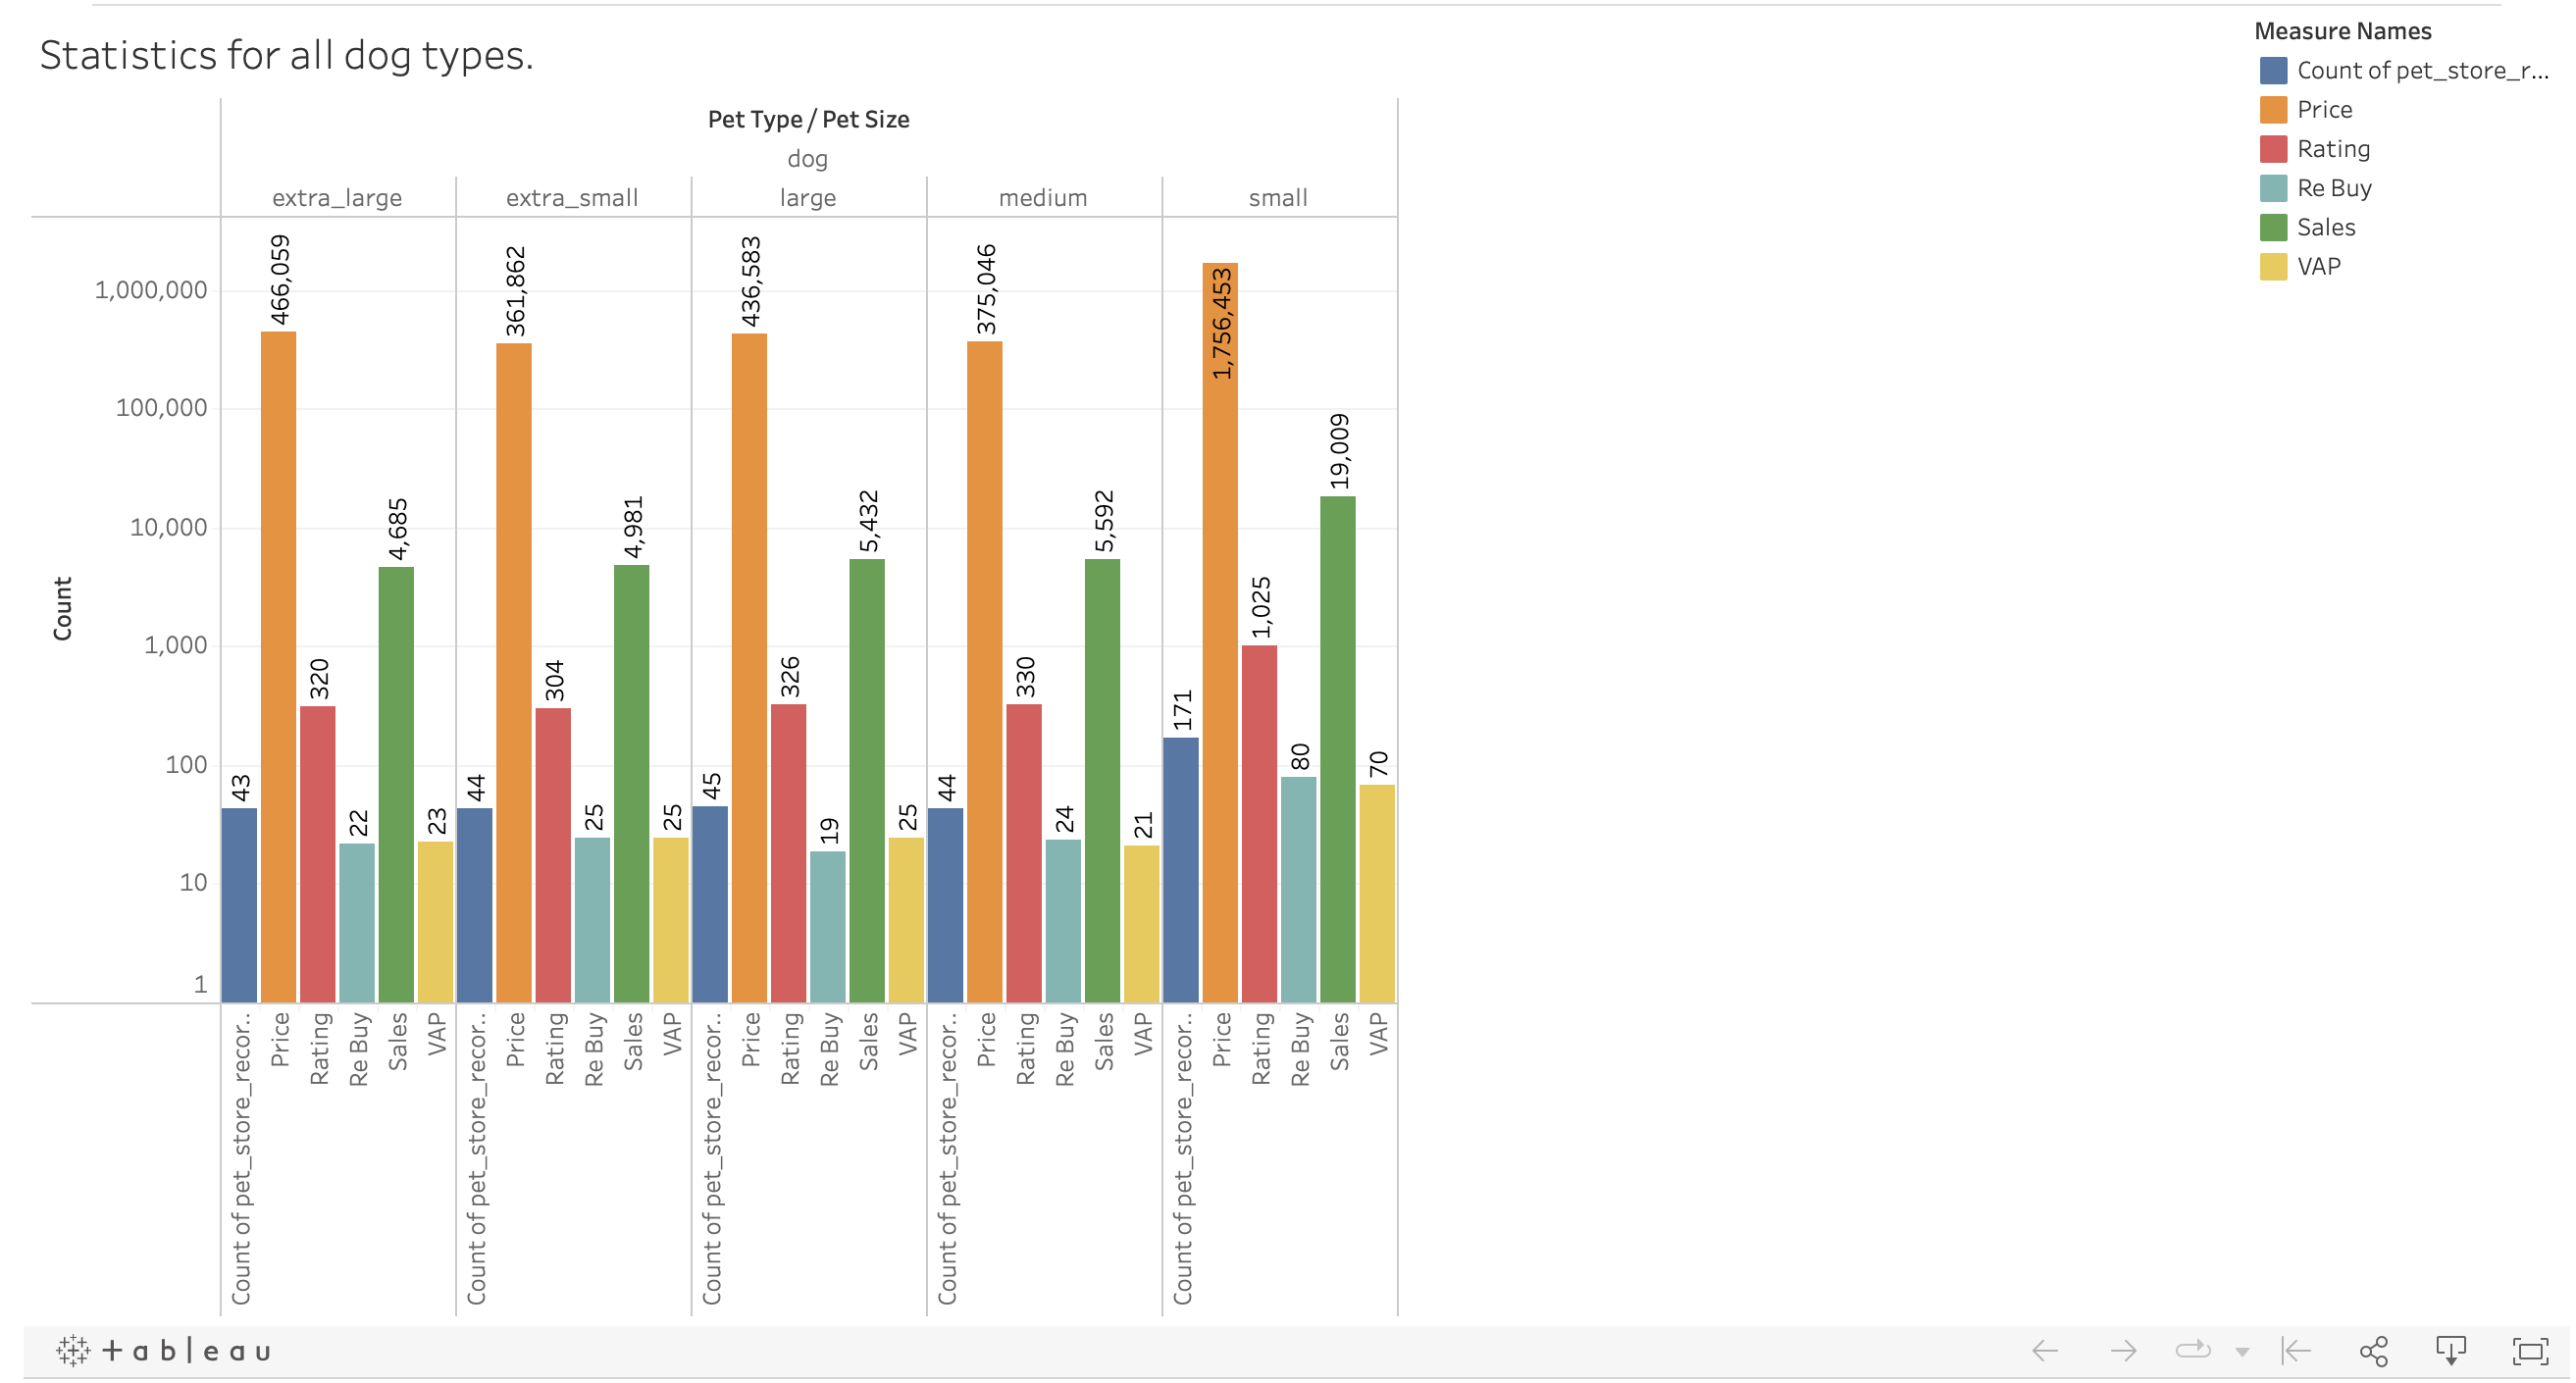 Statistics for all dog types.
Measure Names
Count of pet_store_r...
Price
Rating
Re Buy
Sales
VAP
Pet Type / Pet Size
dog
extra_large extra_small large medium small
Count
1,000,000
100,000
10,000
1,000
100
10
1
43 466,059 320 22 4,685 23
44 361,862 304 25 4,981 25
45 436,583 326 19 5,432 25
44 375,046 330 24 5,592 21
171 1,756,453 1,025 80 19,009 70
Count of pet_store_recor.. Price Rating Re Buy Sales VAP
Count of pet_store_recor.. Price Rating Re Buy Sales VAP
Count of pet_store_recor.. Price Rating Re Buy Sales VAP
Count of pet_store_recor.. Price Rating Re Buy Sales VAP
Count of pet_store_recor.. Price Rating Re Buy Sales VAP
+ableau